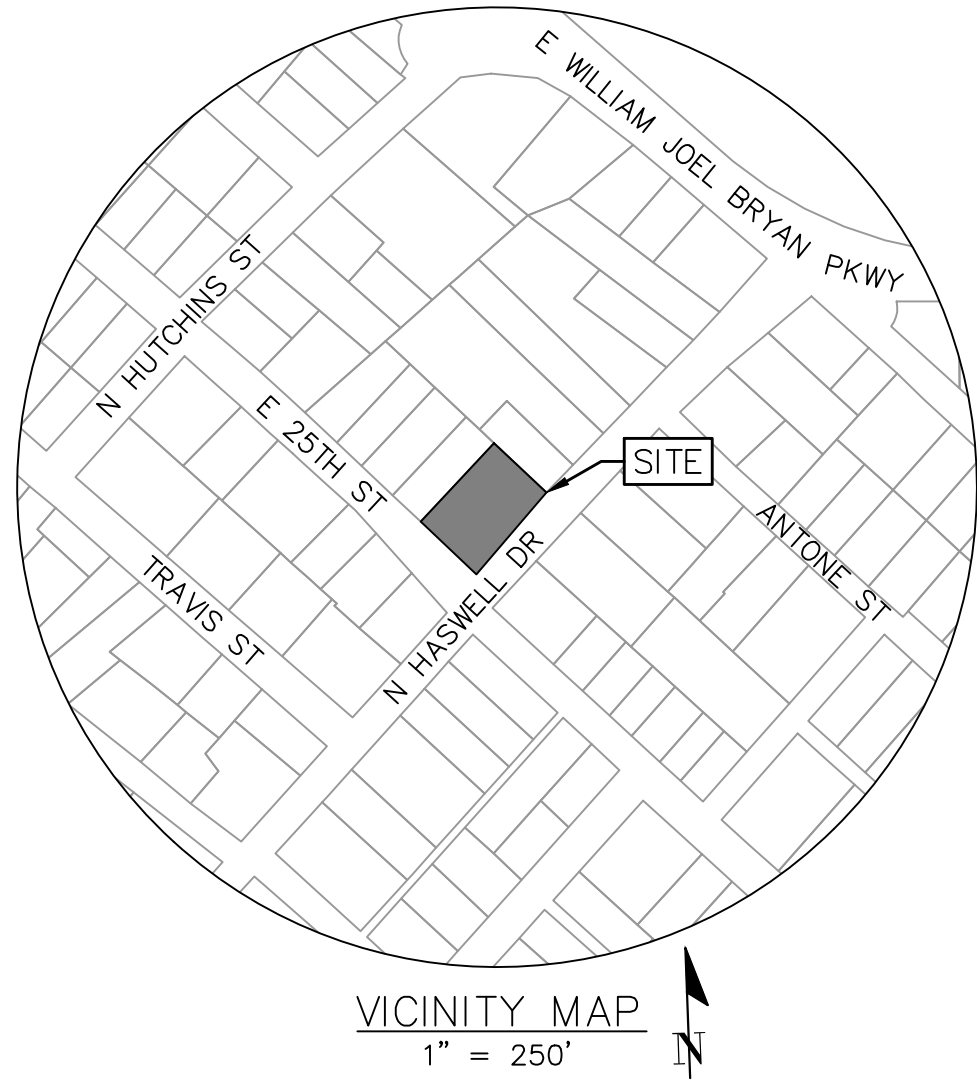 E WILLIAM JOEL BRYAN PKWY
N HUTCHINS ST
E 25TH ST
SITE
ANTONE ST
N HASWELL DR
TRAVIS ST
VICINITY MAP
1" = 250'
N